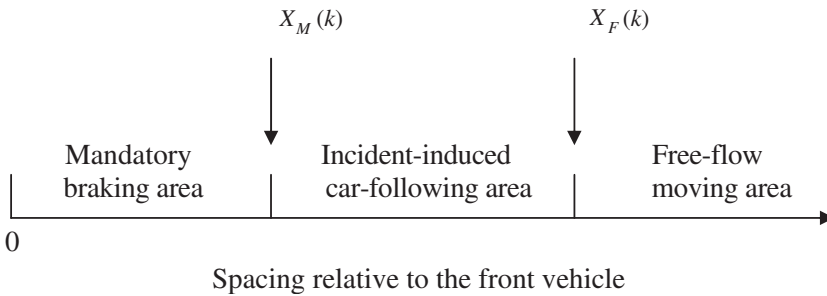 X_M(k) X_F(k)
Mandatory Incident-induced Free-flow
braking area car-following area moving area
0
Spacing relative to the front vehicle